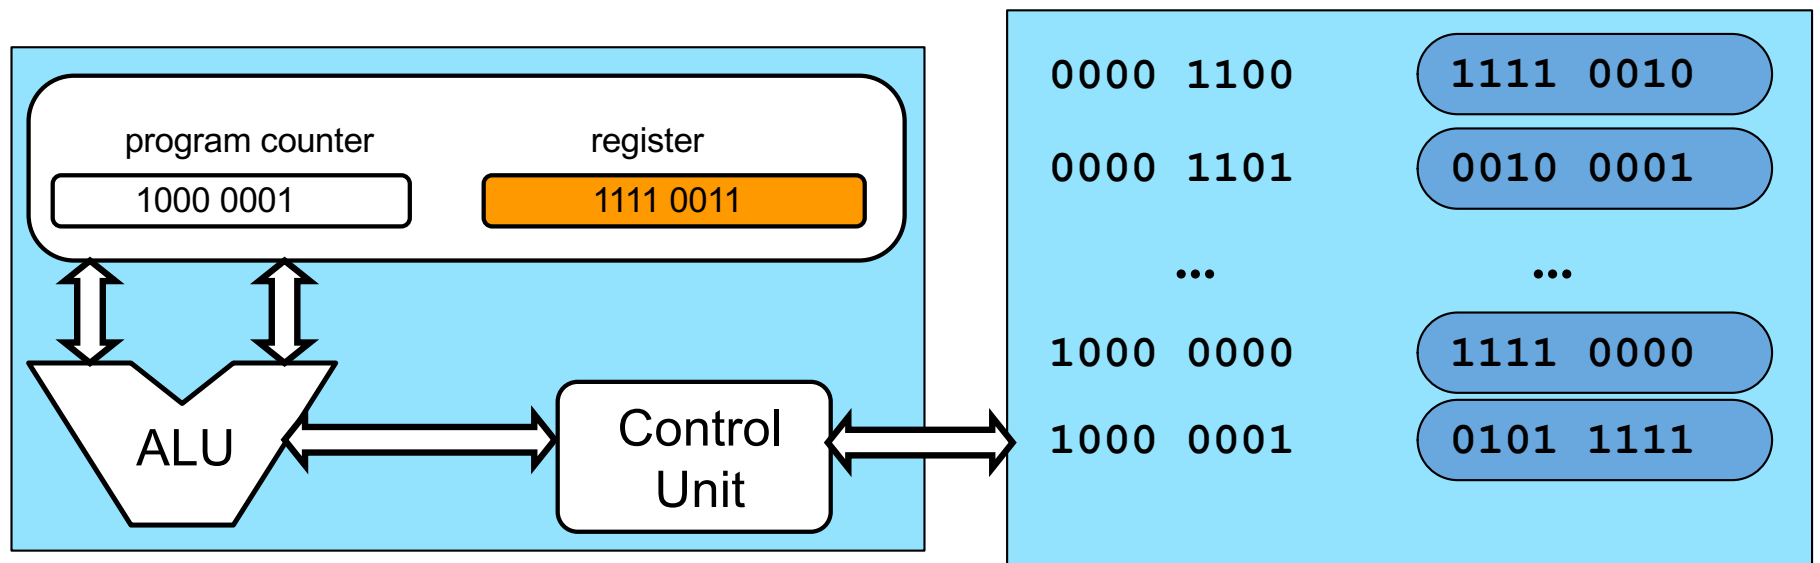 program counter
register
1000 0001
1111 0011
ALU
Control
Unit
0000 1100 1111 0010
0000 1101 0010 0001
... ...
1000 0000 1111 0000
1000 0001 0101 1111